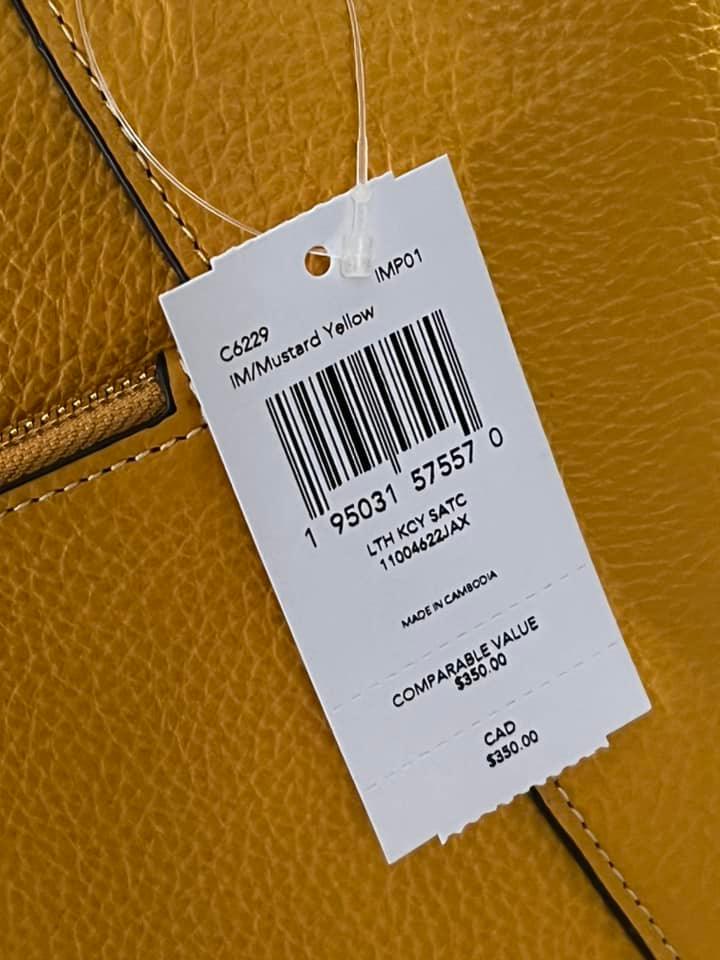 IMP01
C6229
IM/Mustard Yellow
1 95031 57557 0
LTH KCY SATC
11004622JAX
MADE IN CAMBODIA
COMPARABLE VALUE
$350.00
CAD
$350.00